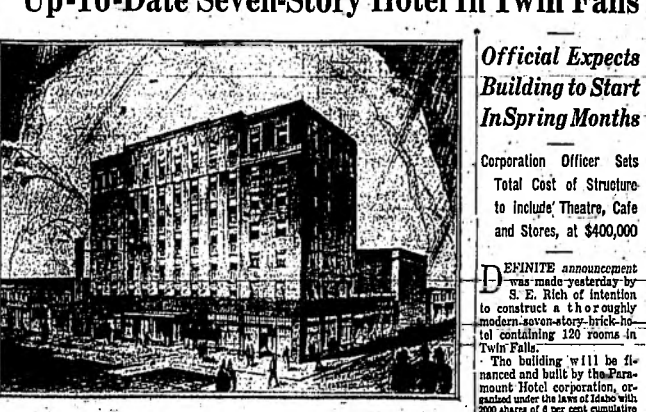 Up-To-Date Seven-Story Hotel In Twin Falls
Official Expects
Building to Start
In Spring Months
Corporation Officer Sets
Total Cost of Structure
to include Theatre, Cafe
and Stores, at $400,000
DEFINITE announcement
was made yesterday by
S. E. Rich of intention
to construct a thoroughly
modern seven-story brick ho-
tel containing 120 rooms in
Twin Falls.
The building will be fi-
nanced and built by the Para-
mount Hotel corporation, or-
ganized under the laws of Idaho with
2000 shares of 6 per cent cumulative